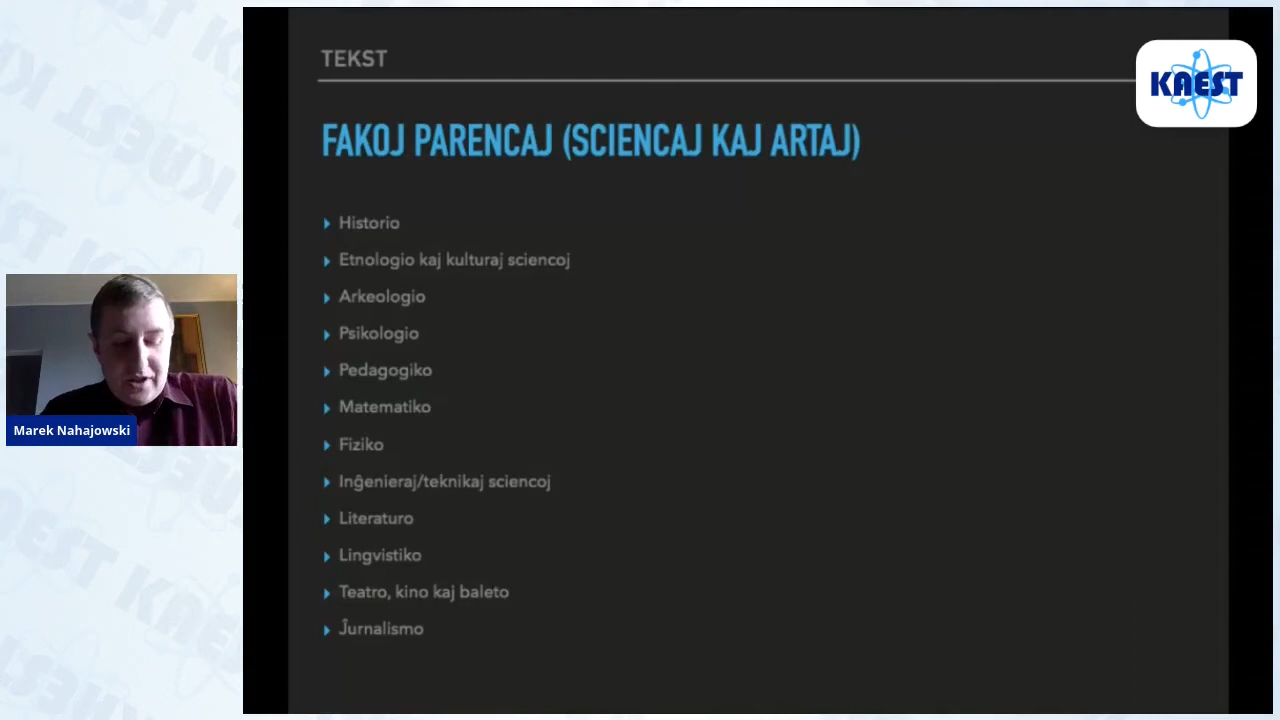 TEKST
KAEST
FAKOJ PARENCAJ (SCIENCAJ KAJ ARTAJ)
Historio
Etnologio kaj kulturaj sciencoj
Arkeologio
Psikologio
Pedagogiko
Matematiko
Fiziko
Inĝenieraj/teknikaj sciencoj
Literaturo
Lingvistiko
Teatro, kino kaj baleto
Ĵurnalismo
Marek Nahajowski